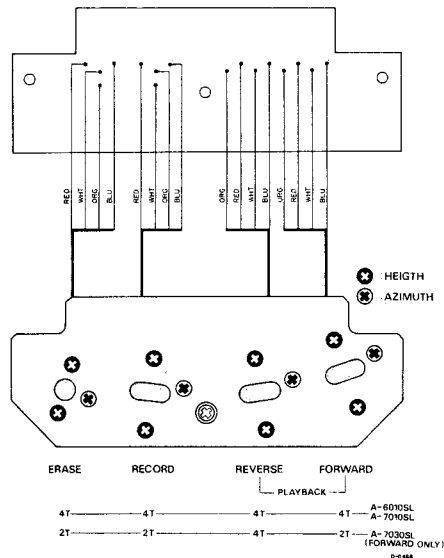 RED WHT ORG BLU RED WHT ORG BLU ORG RED WHT BLU ORG RED WHT BLU
HEIGTH
AZIMUTH
ERASE RECORD REVERSE FORWARD
PLAYBACK
4T 4T 4T 4T A-6010SL
A-7010SL
2T 2T 4T 2T A-7030SL
(FORWARD ONLY)
D-0466